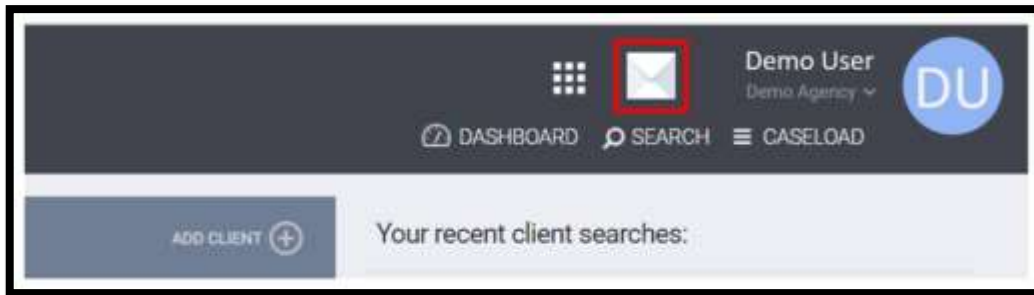 Demo User
Demo Agency
DU
DASHBOARD SEARCH CASELOAD
ADD CLIENT
Your recent client searches: